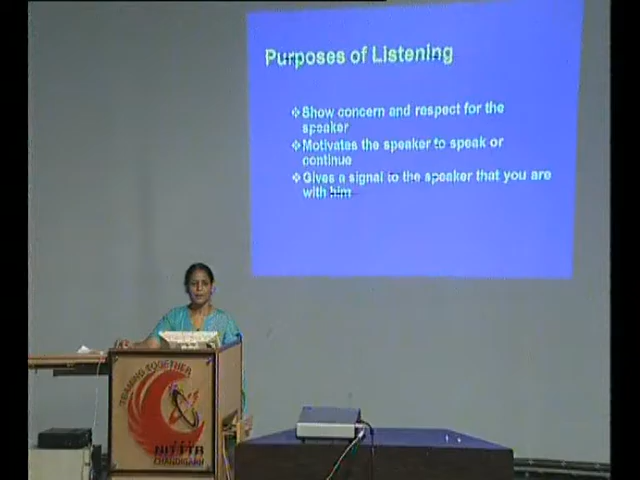 Purposes of Listening
❖Show concern and respect for the
speaker
❖Motivates the speaker to speak or
continue
❖Gives a signal to the speaker that you are
with him
TEAMING TOGETHER
NITTTR
CHANDIGARH